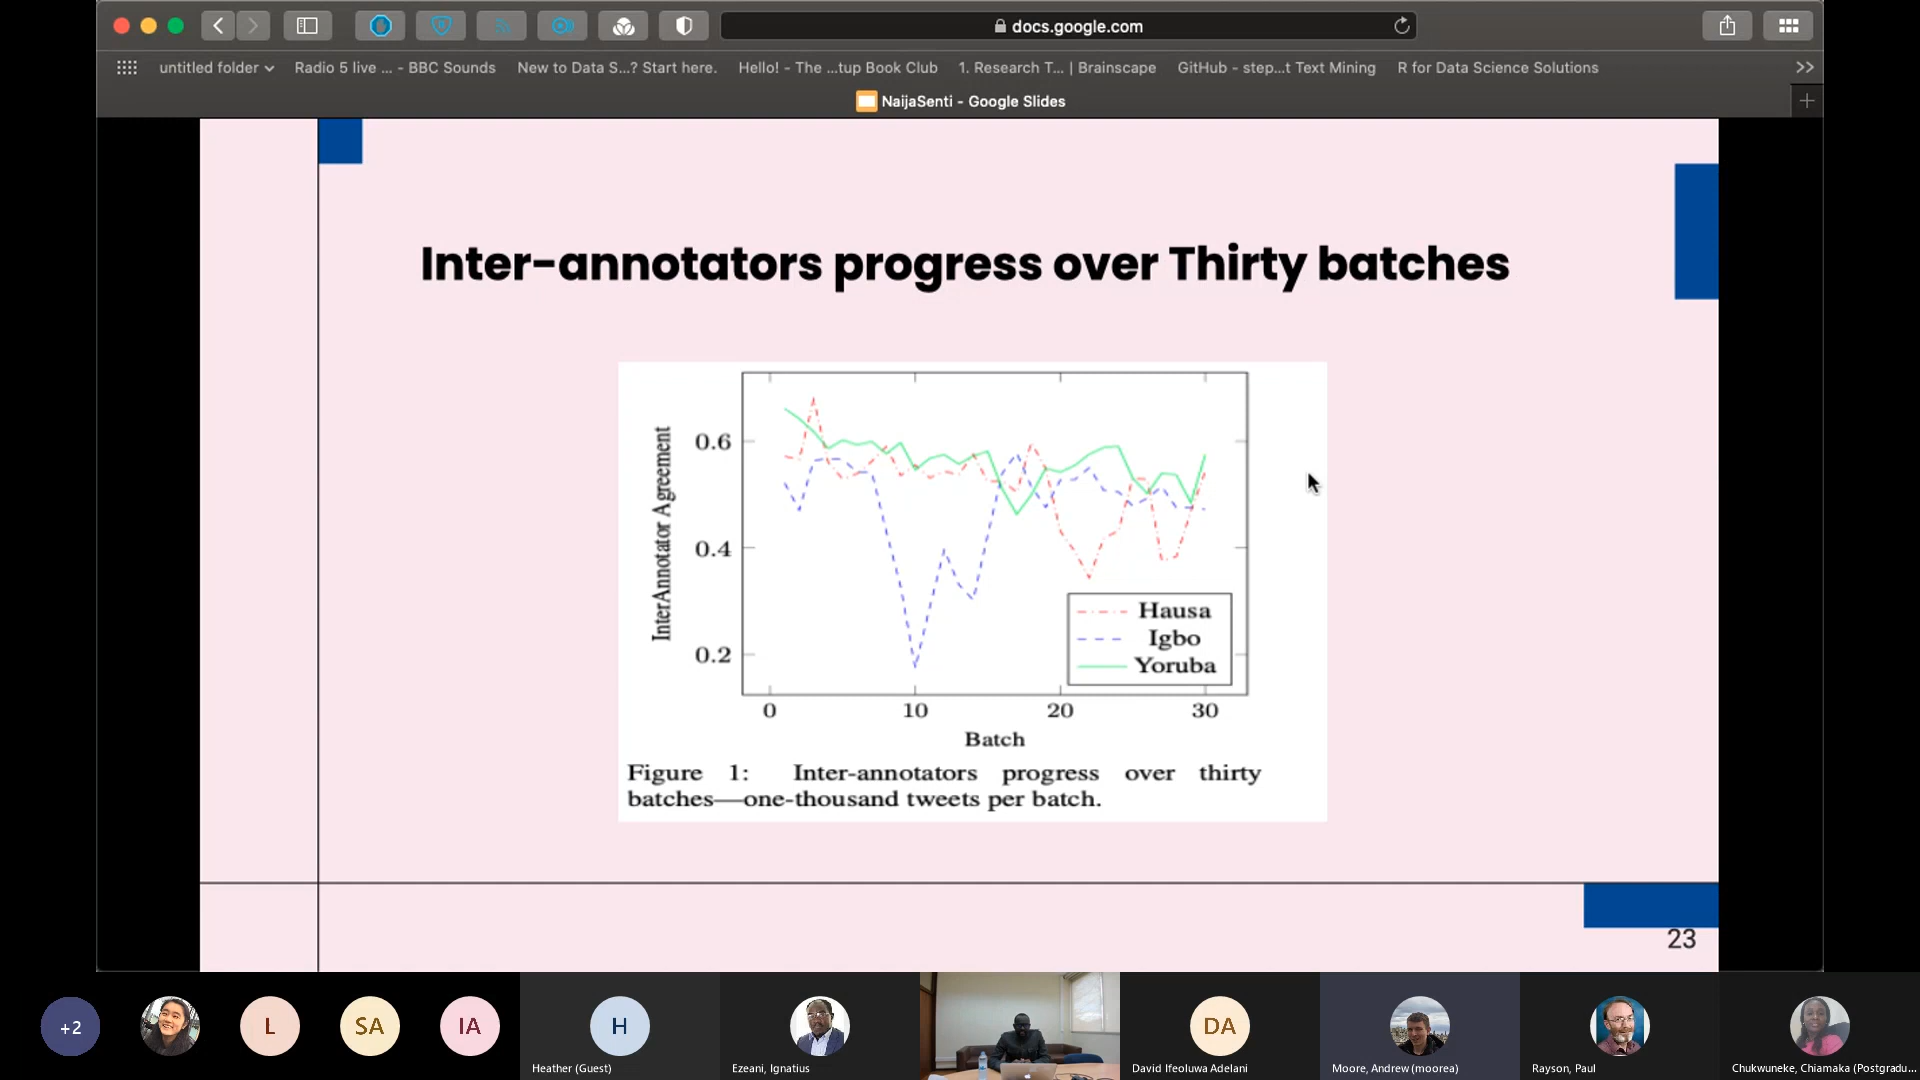 docs.google.com
untitled folder
Radio 5 live ... - BBC Sounds
New to Data S...? Start here.
Hello! - The ...tup Book Club
1. Research T... | Brainscape
GitHub - step...t Text Mining
R for Data Science Solutions
NaijaSenti - Google Slides
Inter-annotators progress over Thirty batches
InterAnnotator Agreement
0.6
0.4
0.2
Hausa
Igbo
Yoruba
0 10 20 30
Batch
Figure 1: Inter-annotators progress over thirty
batches—one-thousand tweets per batch.
23
+2
L
SA
IA
H
Heather (Guest)
Ezeani, Ignatius
DA
David Ifeoluwa Adelani
Moore, Andrew (moorea)
Rayson, Paul
Chukwuneke, Chiamaka (Postgradu...